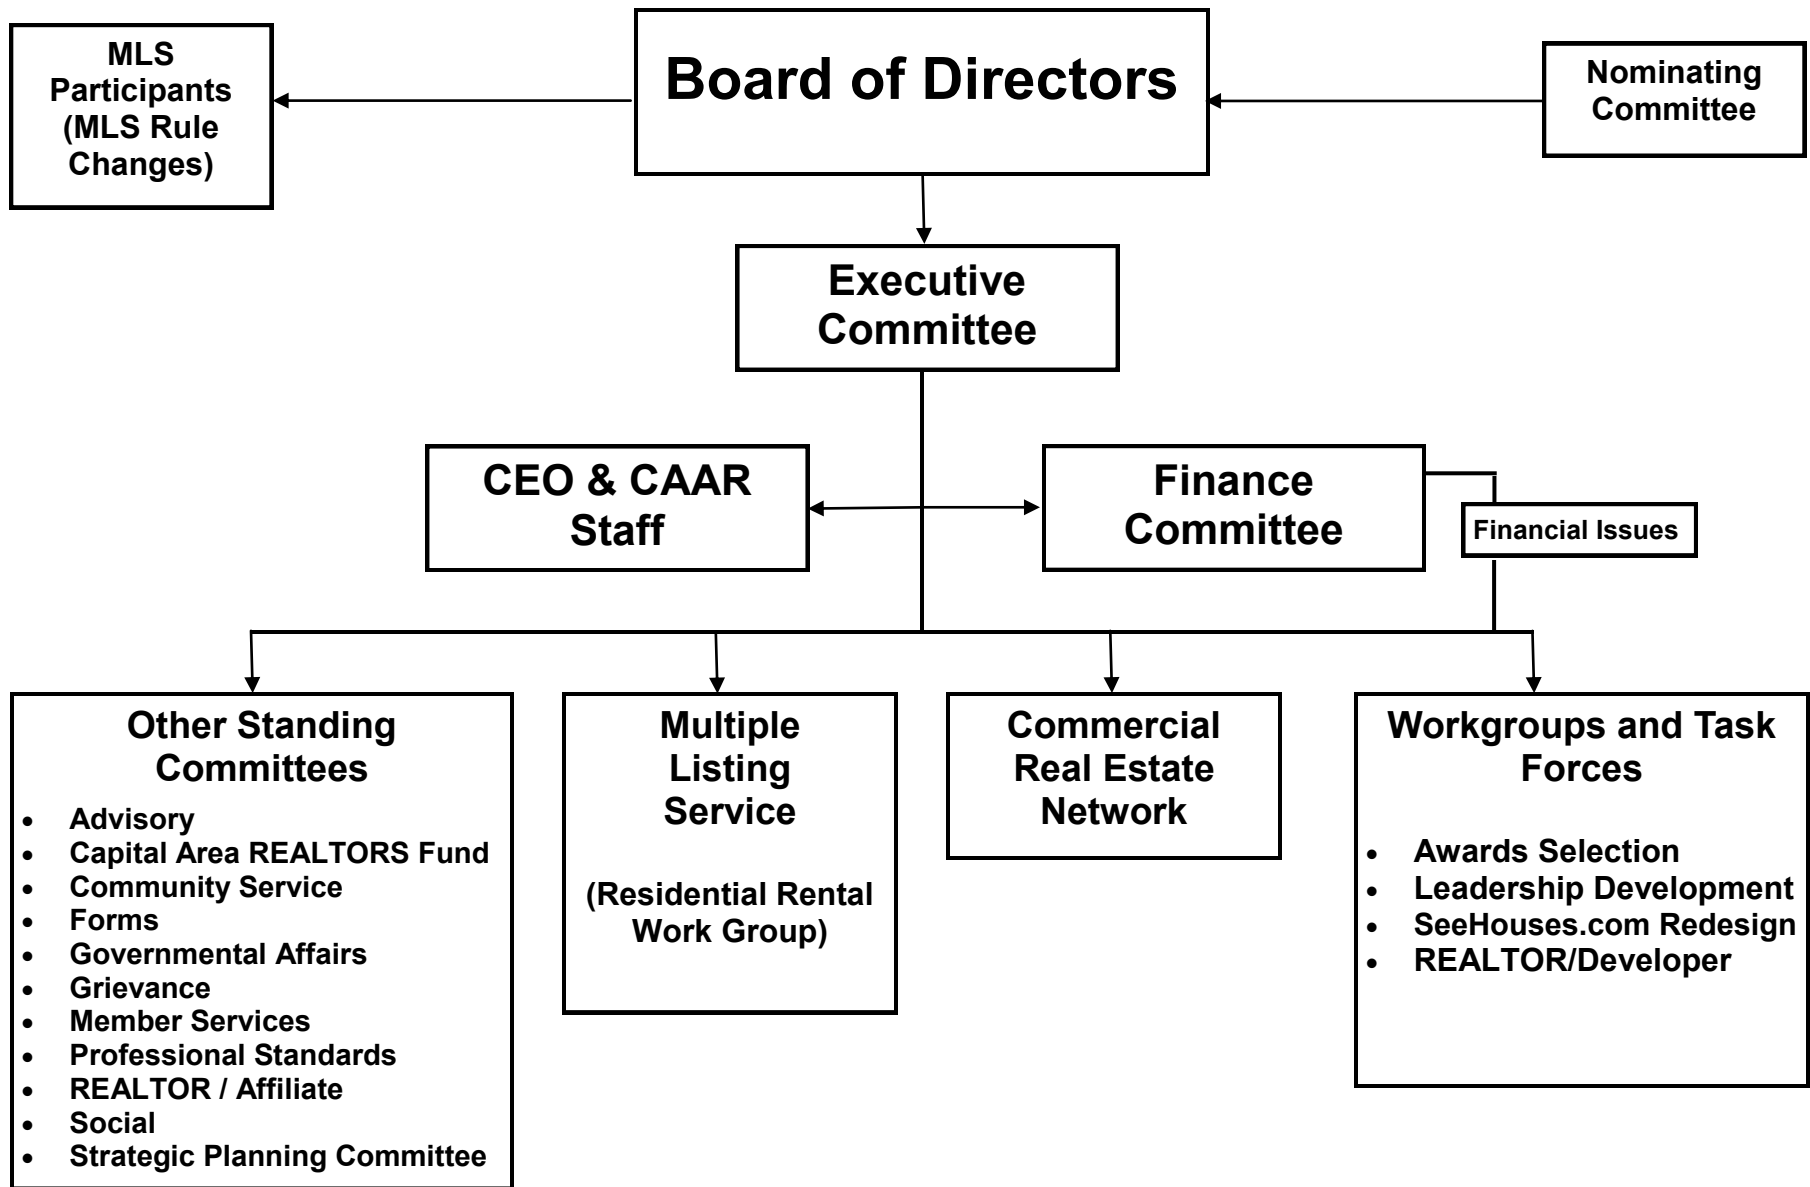 MLS
Participants
(MLS Rule
Changes)
Board of Directors
Nominating
Committee
Executive
Committee
CEO & CAAR
Staff
Finance
Committee
Financial Issues
Other Standing
Committees
• Advisory
• Capital Area REALTORS Fund
• Community Service
• Forms
• Governmental Affairs
• Grievance
• Member Services
• Professional Standards
• REALTOR / Affiliate
• Social
• Strategic Planning Committee
Multiple
Listing
Service
(Residential Rental
Work Group)
Commercial
Real Estate
Network
Workgroups and Task
Forces
• Awards Selection
• Leadership Development
• SeeHouses.com Redesign
• REALTOR/Developer